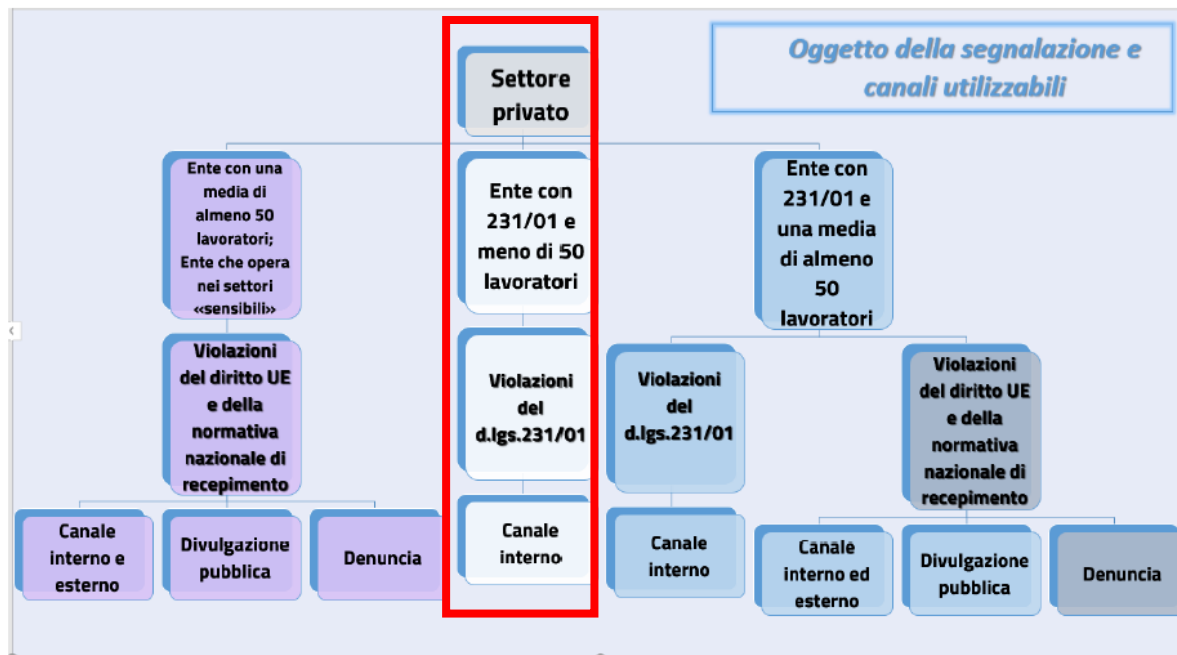 Oggetto della segnalazione e
canali utilizzabili
Settore
privato
Ente con una
media di
almeno 50
lavoratori;
Ente che opera
nei settori
«sensibili»
Ente con
231/01 e
meno di 50
lavoratori
Ente con
231/01 e
una media
di almeno
50
lavoratori
Violazioni
del diritto UE
e della
normativa
nazionale di
recepimento
Violazioni
del
d.lgs.231/01
Violazioni
del
d.lgs.231/01
Violazioni
del diritto UE
e della
normativa
nazionale di
recepimento
Canale
interno e
esterno
Divulgazione
pubblica
Denuncia
Canale
interno
Canale
interno
Canale
interno ed
esterno
Divulgazione
pubblica
Denuncia